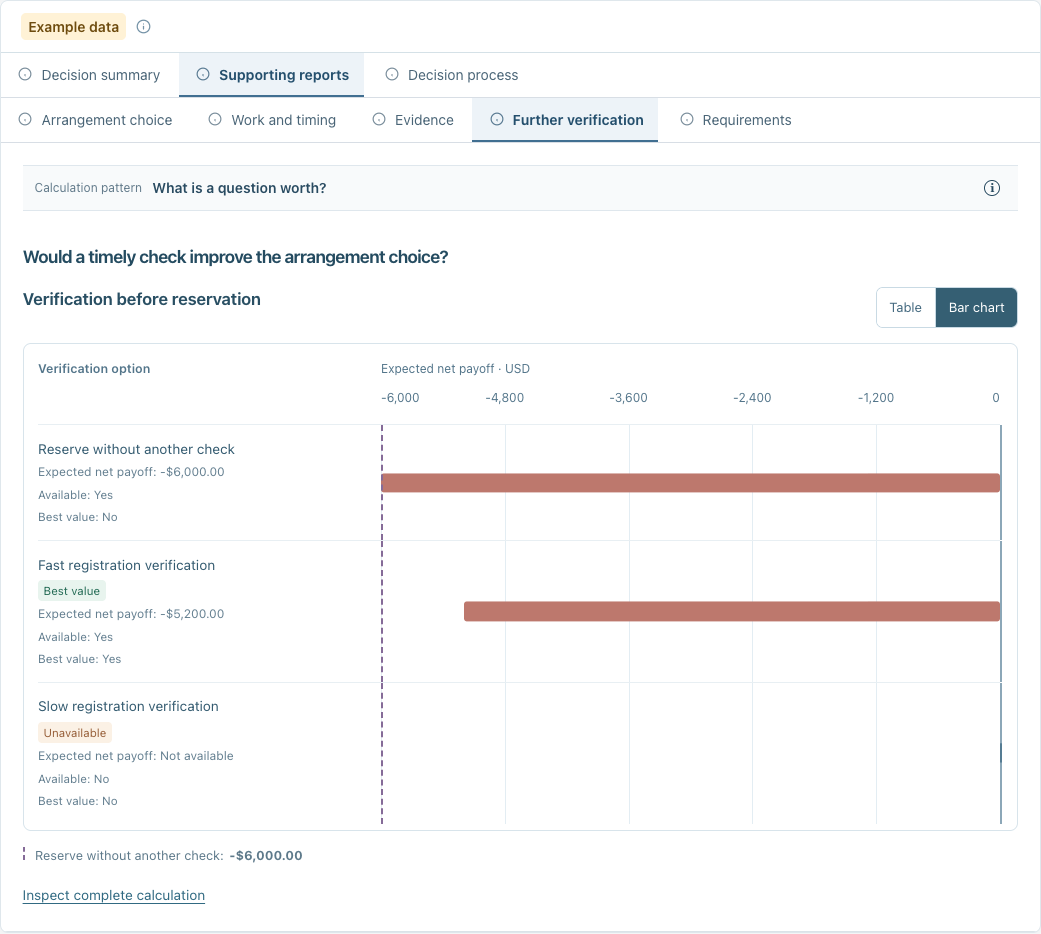 Example data
Decision summary
Supporting reports
Decision process
Arrangement choice
Work and timing
Evidence
Further verification
Requirements
Calculation pattern What is a question worth?
Would a timely check improve the arrangement choice?
Verification before reservation
Table
Bar chart
Verification option
Expected net payoff · USD
-6,000 -4,800 -3,600 -2,400 -1,200 0
Reserve without another check
Expected net payoff: -$6,000.00
Available: Yes
Best value: No
Fast registration verification
Best value
Expected net payoff: -$5,200.00
Available: Yes
Best value: Yes
Slow registration verification
Unavailable
Expected net payoff: Not available
Available: No
Best value: No
Reserve without another check: -$6,000.00
Inspect complete calculation